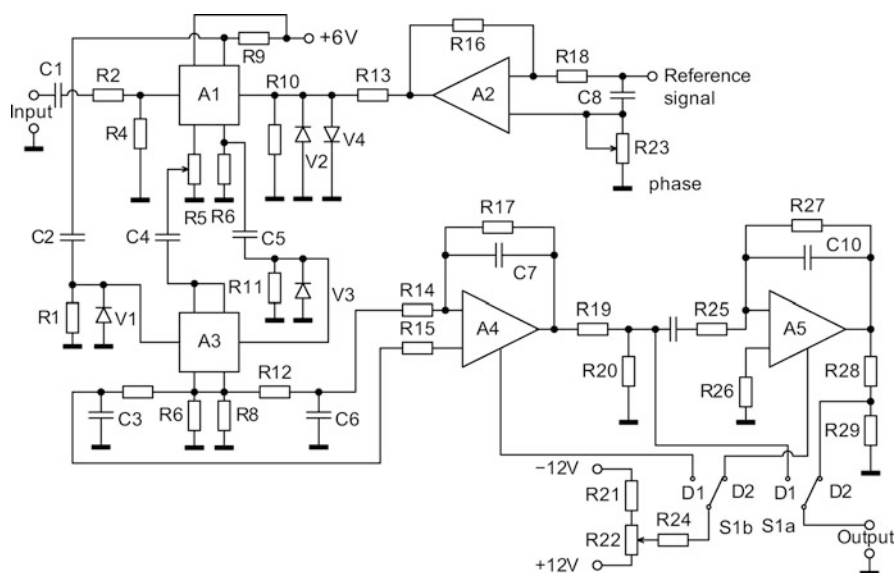 +6V
R9
R16
C1
R2
A1
R10
R13
A2
R18
Reference
signal
C8
Input
R4
V2
V4
R23
phase
R5
R6
R17
R27
C2
C4
C5
C7
C10
R14
R11
V3
R19
R25
R1
V1
A3
R15
A4
A5
R12
R20
R26
R28
C3
R6
R8
C6
R29
−12V
D1
D2
D1
D2
R21
R24
S1b
S1a
R22
Output
+12V